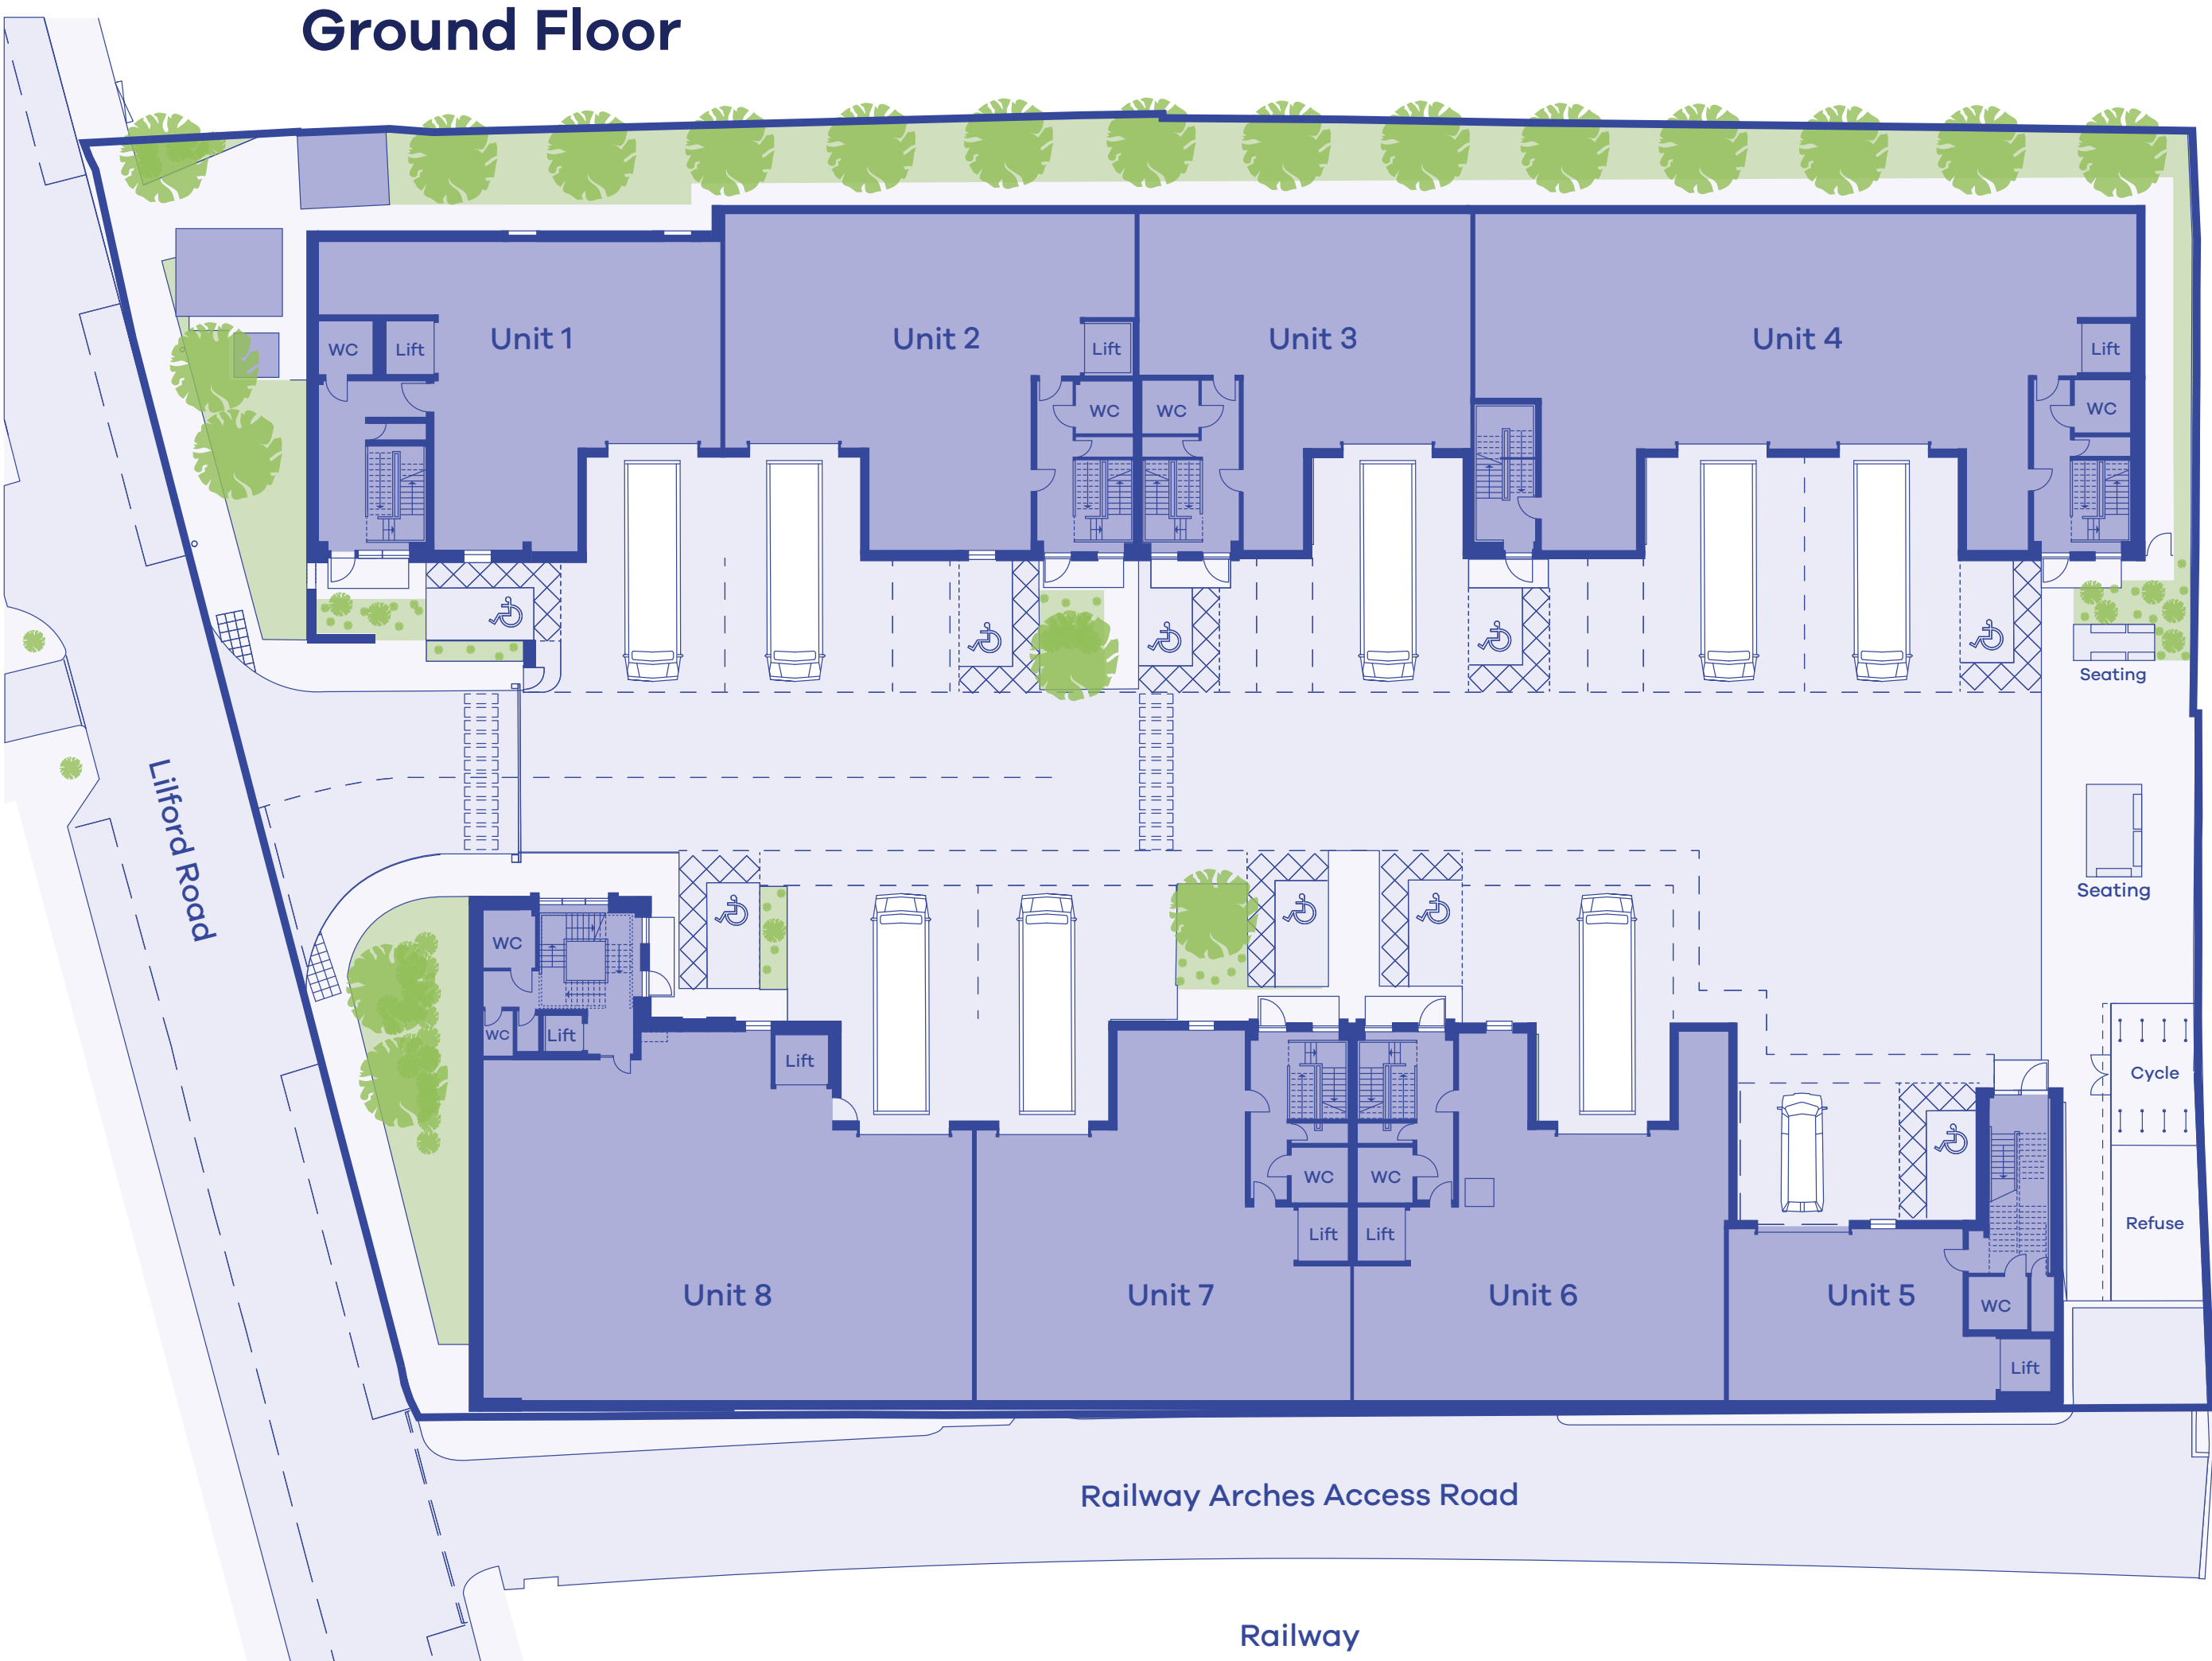 Ground Floor
Unit 1
Unit 2
Unit 3
Unit 4
WC
Lift
Lift
WC
WC
Lift
WC
Seating
Lilford Road
Seating
WC
WC
Lift
Lift
Cycle
Refuse
WC
WC
Lift
Lift
Unit 8
Unit 7
Unit 6
Unit 5
WC
Lift
Railway Arches Access Road
Railway